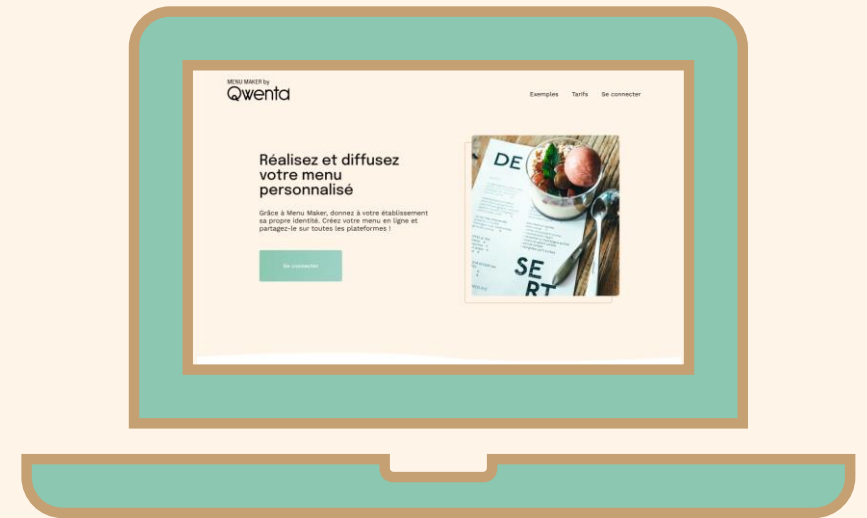 MENU MAKER by
Qwenta
Exemples Tarifs Se connecter
Réalisez et diffusez
votre menu
personnalisé
Grâce à Menu Maker, donnez à votre établissement
sa propre identité. Créez votre menu en ligne et
partagez-le sur toutes les plateformes !
Se connecter
DE
SE
RT